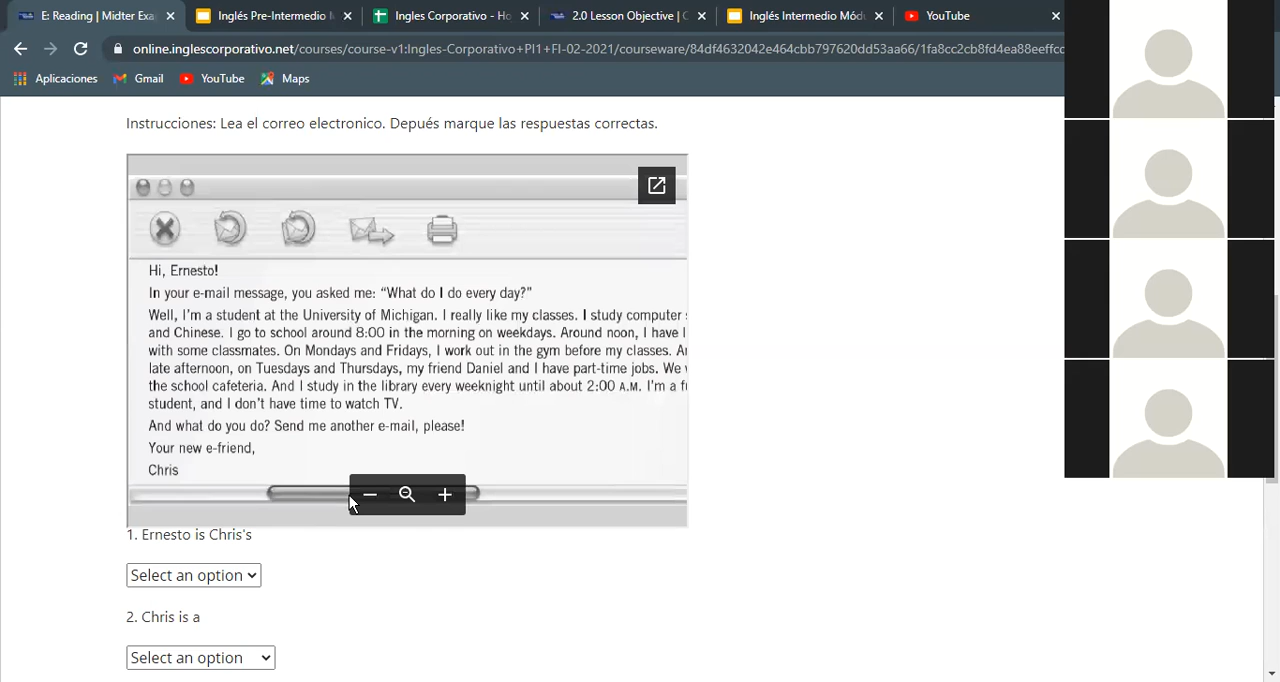 E: Reading | Midter Exa
Inglés Pre-Intermedio I
Ingles Corporativo - Ho
2.0 Lesson Objective | C
Inglés Intermedio Mód
YouTube
online.inglescorporativo.net/courses/course-v1:Ingles-Corporativo+PI1+FI-02-2021/courseware/84df4632042e464cbb797620dd53aa66/1fa8cc2cb8fd4ea88eeffcc
Aplicaciones
Gmail
YouTube
Maps
Instrucciones: Lea el correo electronico. Depués marque las respuestas correctas.
Hi, Ernesto!
In your e-mail message, you asked me: “What do I do every day?”
Well, I'm a student at the University of Michigan. I really like my classes. I study computer
and Chinese. I go to school around 8:00 in the morning on weekdays. Around noon, I have l
with some classmates. On Mondays and Fridays, I work out in the gym before my classes. A
late afternoon, on Tuesdays and Thursdays, my friend Daniel and I have part-time jobs. We
the school cafeteria. And I study in the library every weeknight until about 2:00 A.M. I'm a f
student, and I don't have time to watch TV.
And what do you do? Send me another e-mail, please!
Your new e-friend,
Chris
1. Ernesto is Chris's
Select an option
2. Chris is a
Select an option